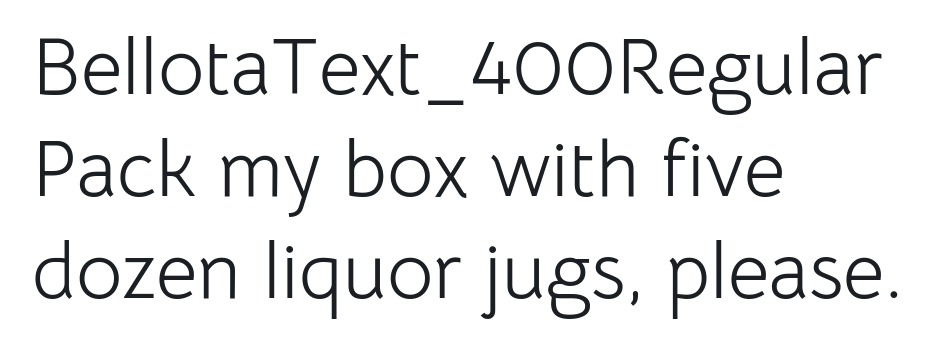 BellotaText_400Regular
Pack my box with five
dozen liquor jugs, please.